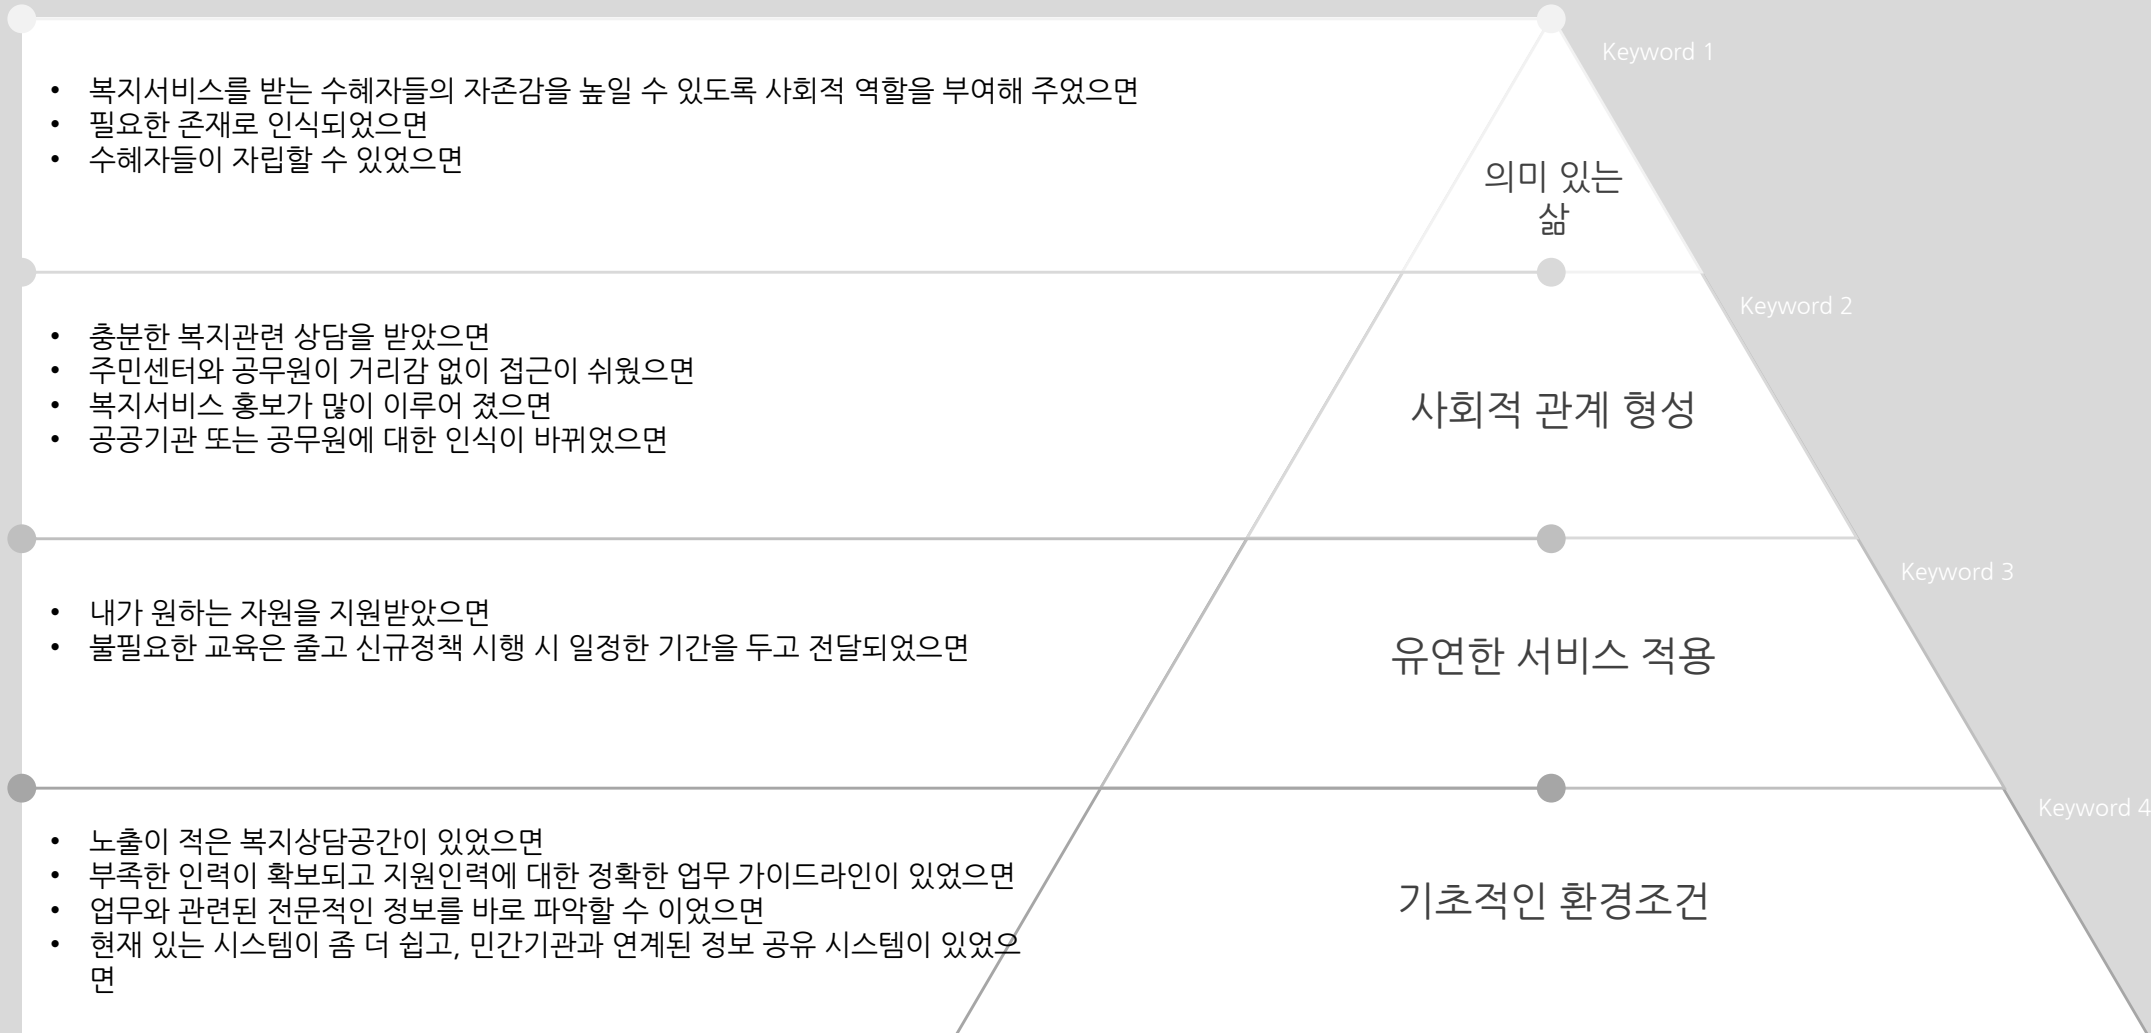 Keyword 1
• 복지서비스를 받는 수혜자들의 자존감을 높일 수 있도록 사회적 역할을 부여해 주었으면
• 필요한 존재로 인식되었으면
• 수혜자들이 자립할 수 있었으면
의미 있는
삶
Keyword 2
• 충분한 복지관련 상담을 받았으면
• 주민센터와 공무원이 거리감 없이 접근이 쉬웠으면
• 복지서비스 홍보가 많이 이루어 졌으면
• 공공기관 또는 공무원에 대한 인식이 바뀌었으면
사회적 관계 형성
Keyword 3
• 내가 원하는 자원을 지원받았으면
• 불필요한 교육은 줄고 신규정책 시행 시 일정한 기간을 두고 전달되었으면
유연한 서비스 적용
Keyword 4
• 노출이 적은 복지상담공간이 있었으면
• 부족한 인력이 확보되고 지원인력에 대한 정확한 업무 가이드라인이 있었으면
• 업무와 관련된 전문적인 정보를 바로 파악할 수 이었으면
• 현재 있는 시스템이 좀 더 쉽고, 민간기관과 연계된 정보 공유 시스템이 있었으
면
기초적인 환경조건